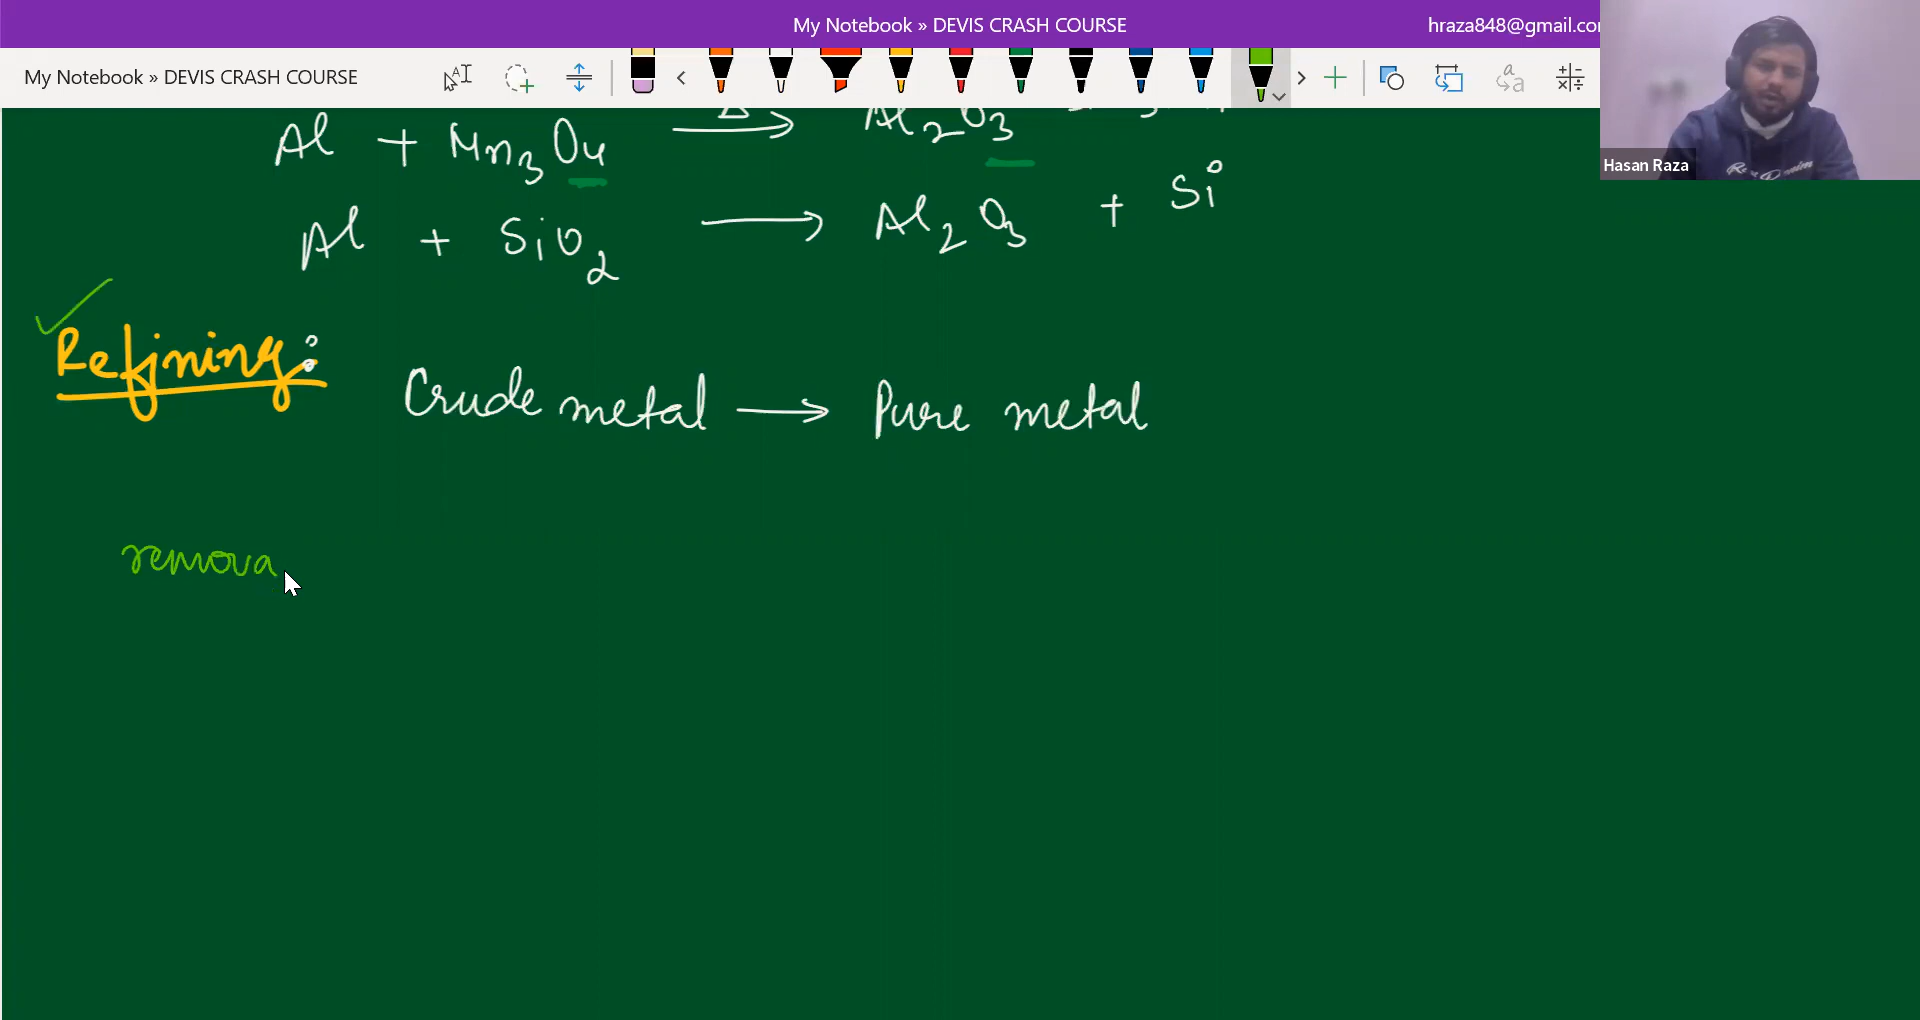 My Notebook » DEVIS CRASH COURSE
hraza848@gmail.co
My Notebook » DEVIS CRASH COURSE
Hasan Raza
Al + Mn3O4 →Δ Al2O3
Al + SiO2 → Al2O3 + Si
Refining: Crude metal → Pure metal
remova